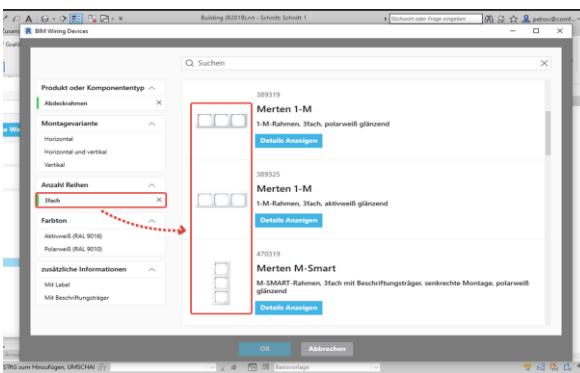 Building (R2019).rvt - Schnitt: Schnitt 1
Stichwort oder Frage eingeben
BIM Wiring Devices
Suchen
Produkt oder Komponententyp
Abdeckrahmen
Montagevariante
Horizontal
Horizontal und vertikal
Vertikal
Anzahl Reihen
3fach
Farbton
Aktivweiß (RAL 9016)
Polarweiß (RAL 9010)
zusätzliche Informationen
Mit Label
Mit Beschriftungsträger
389319
Merten 1-M
1-M-Rahmen, 3fach, polarweiß glänzend
Details Anzeigen
389325
Merten 1-M
1-M-Rahmen, 3fach, aktivweiß glänzend
Details Anzeigen
470319
Merten M-Smart
M-SMART-Rahmen, 3fach mit Beschriftungsträger, senkrechte Montage, polarweiß
glänzend
Details Anzeigen
OK
Abbrechen
STRG zum Hinzufügen, UMSCHAl
Basisvorlage